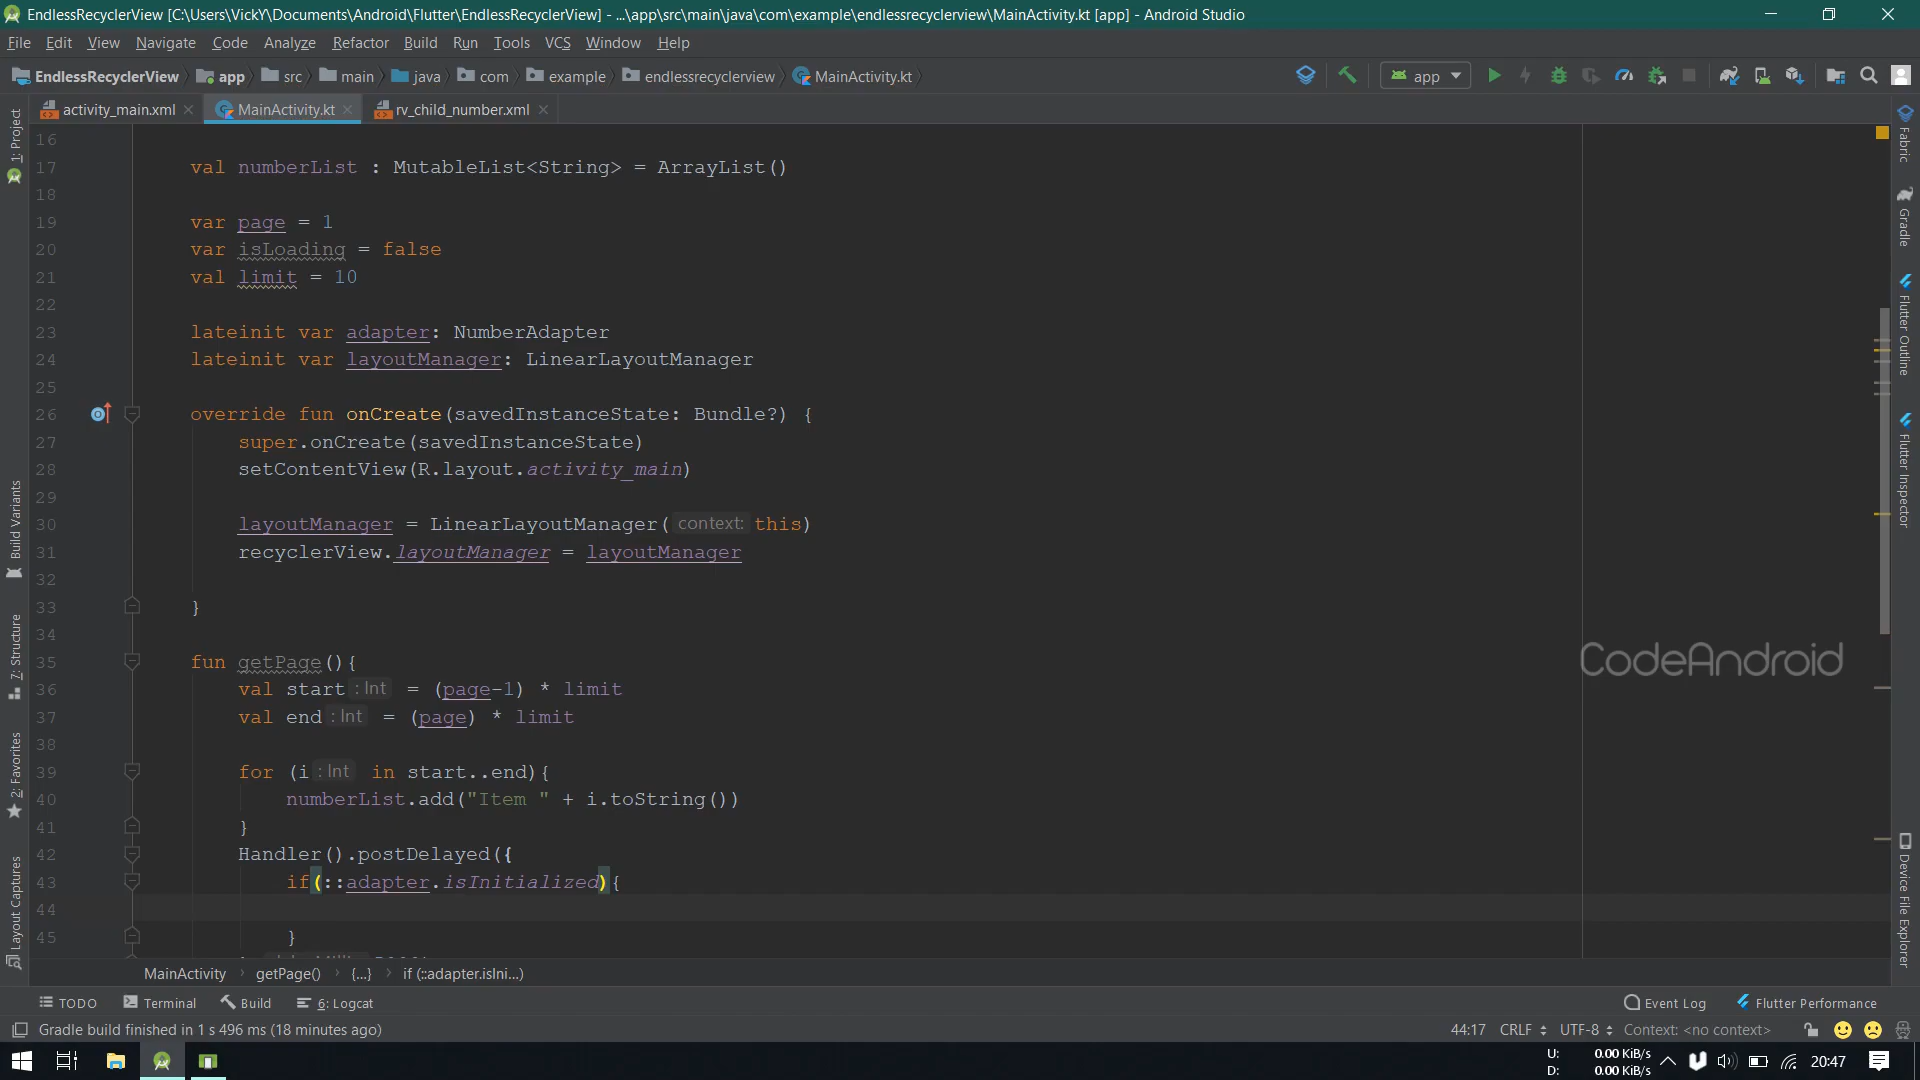 EndlessRecyclerView [C:\Users\VickY\Documents\Android\Flutter\EndlessRecyclerView] - ...\app\src\main\java\com\example\endlessrecyclerview\MainActivity.kt [app] - Android Studio
File Edit View Navigate Code Analyze Refactor Build Run Tools VCS Window Help
EndlessRecyclerView app src main java com example endlessrecyclerview MainActivity.kt app
activity_main.xml MainActivity.kt rv_child_number.xml
16
17 val numberList : MutableList<String> = ArrayList()
18
19 var page = 1
20 var isLoading = false
21 val limit = 10
22
23 lateinit var adapter: NumberAdapter
24 lateinit var layoutManager: LinearLayoutManager
25
26 override fun onCreate(savedInstanceState: Bundle?) {
27 super.onCreate(savedInstanceState)
28 setContentView(R.layout.activity_main)
29
30 layoutManager = LinearLayoutManager( context: this)
31 recyclerView.layoutManager = layoutManager
32
33 }
34
35 fun getPage(){
36 val start : Int = (page-1) * limit
37 val end : Int = (page) * limit
38
39 for (i : Int in start..end){
40 numberList.add("Item " + i.toString())
41 }
42 Handler().postDelayed({
43 if(::adapter.isInitialized){
44
45 }
CodeAndroid
1: Project
Build Variants
7: Structure
2: Favorites
Layout Captures
Fabric
Gradle
Flutter Outline
Flutter Inspector
Device File Explorer
MainActivity getPage() {...} if (::adapter.isIni...)
TODO Terminal Build 6: Logcat Event Log Flutter Performance
Gradle build finished in 1 s 496 ms (18 minutes ago) 44:17 CRLF UTF-8 Context: <no context>
U: 0.00 KiB/s
D: 0.00 KiB/s
20:47